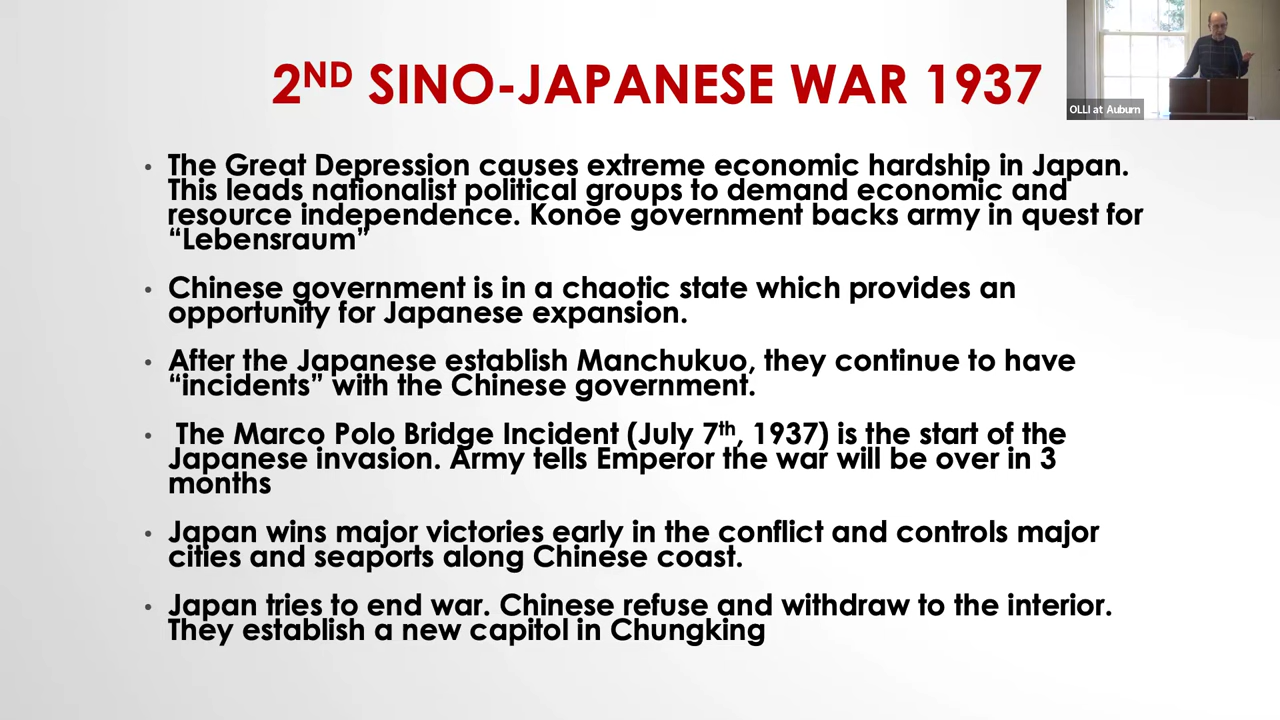 2ND SINO-JAPANESE WAR 1937
OLLI at Auburn
• The Great Depression causes extreme economic hardship in Japan.
This leads nationalist political groups to demand economic and
resource independence. Konoe government backs army in quest for
“Lebensraum”
• Chinese government is in a chaotic state which provides an
opportunity for Japanese expansion.
• After the Japanese establish Manchukuo, they continue to have
“incidents” with the Chinese government.
• The Marco Polo Bridge Incident (July 7th, 1937) is the start of the
Japanese invasion. Army tells Emperor the war will be over in 3
months
• Japan wins major victories early in the conflict and controls major
cities and seaports along Chinese coast.
• Japan tries to end war. Chinese refuse and withdraw to the interior.
They establish a new capitol in Chungking